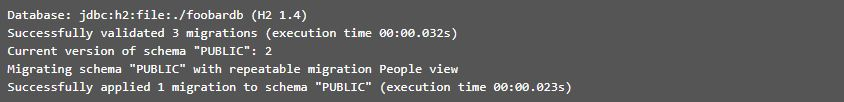 Database: jdbc:h2:file:./foobardb (H2 1.4)
Successfully validated 3 migrations (execution time 00:00.032s)
Current version of schema "PUBLIC": 2
Migrating schema "PUBLIC" with repeatable migration People view
Successfully applied 1 migration to schema "PUBLIC" (execution time 00:00.023s)